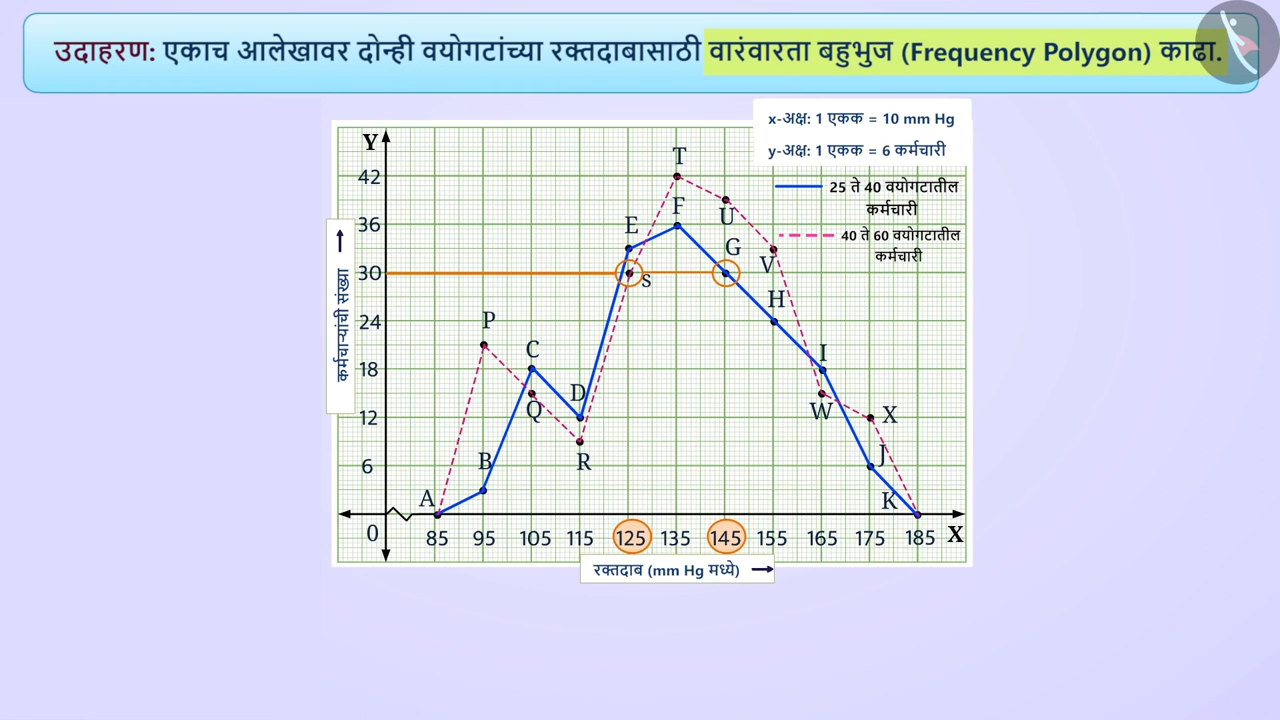 उदाहरण: एकाच आलेखावर दोन्ही वयोगटांच्या रक्तदाबासाठी वारंवारता बहुभुज (Frequency Polygon) काढा.
x-अक्ष: 1 एकक = 10 mm Hg
y-अक्ष: 1 एकक = 6 कर्मचारी
25 ते 40 वयोगटातील
कर्मचारी
40 ते 60 वयोगटातील
कर्मचारी
Y
42
36
30
24
18
12
6
0
कर्मचाऱ्यांची संख्या
T
F
E
U
G
V
s
H
P
C
I
D
Q
W
X
B
R
J
A
K
85 95 105 115 125 135 145 155 165 175 185 X
रक्तदाब (mm Hg मध्ये)